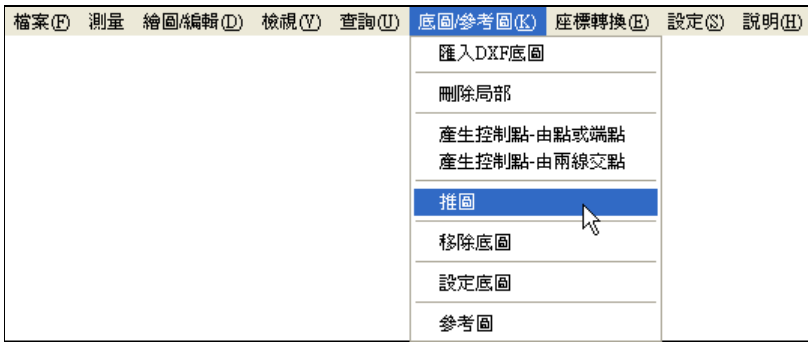 檔案(F) 測量 繪圖/編輯(D) 檢視(V) 查詢(U) 底圖/參考圖(K) 座標轉換(E) 設定(S) 說明(H)
匯入DXF底圖
刪除局部
產生控制點-由點或端點
產生控制點-由兩線交點
推圖
移除底圖
設定底圖
參考圖